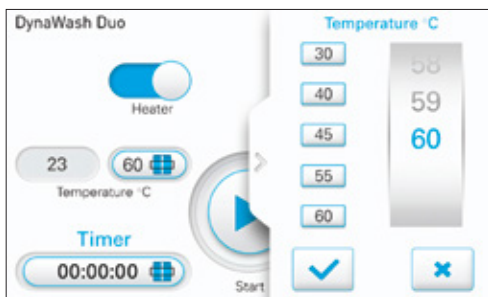 DynaWash Duo
Heater
23
60
Temperature °C
Timer
00:00:00
Start
Temperature °C
30
40
45
55
60
58
59
60